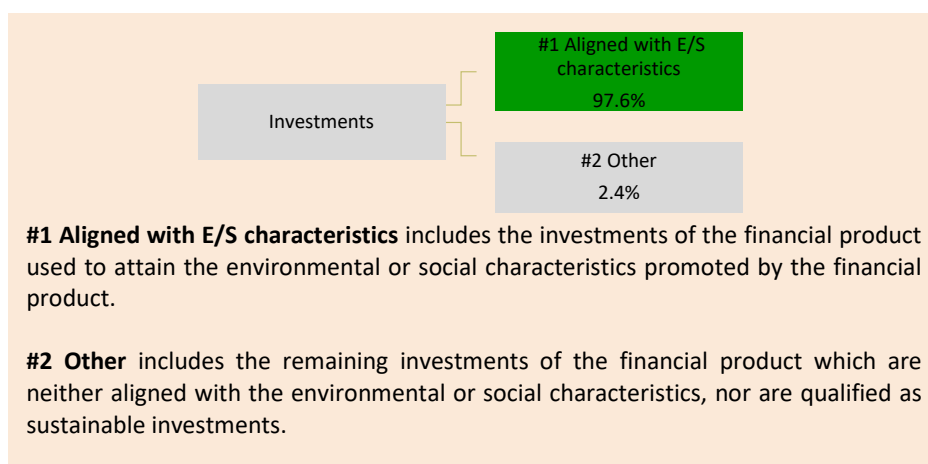 #1 Aligned with E/S
characteristics
97.6%
Investments
#2 Other
2.4%
#1 Aligned with E/S characteristics includes the investments of the financial product
used to attain the environmental or social characteristics promoted by the financial
product.
#2 Other includes the remaining investments of the financial product which are
neither aligned with the environmental or social characteristics, nor are qualified as
sustainable investments.